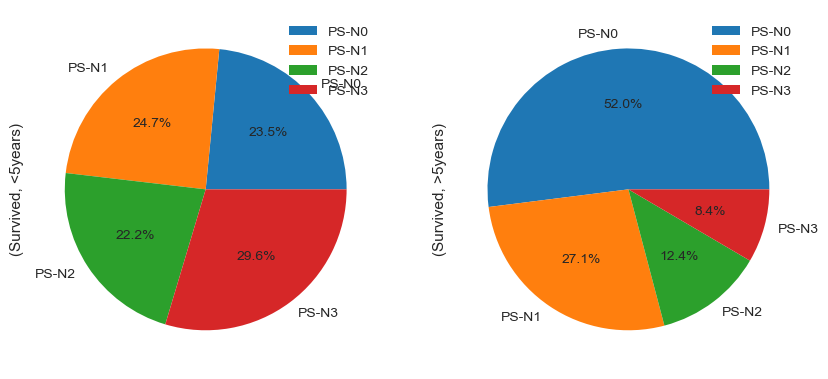 (Survived, <5years)
PS-N0
PS-N1
PS-N2
PS-N3
PS-N0
PS-N1
PS-N2
PS-N3
23.5%
24.7%
22.2%
29.6%
(Survived, >5years)
PS-N0
PS-N1
PS-N2
PS-N3
PS-N0
PS-N1
PS-N2
PS-N3
52.0%
27.1%
12.4%
8.4%